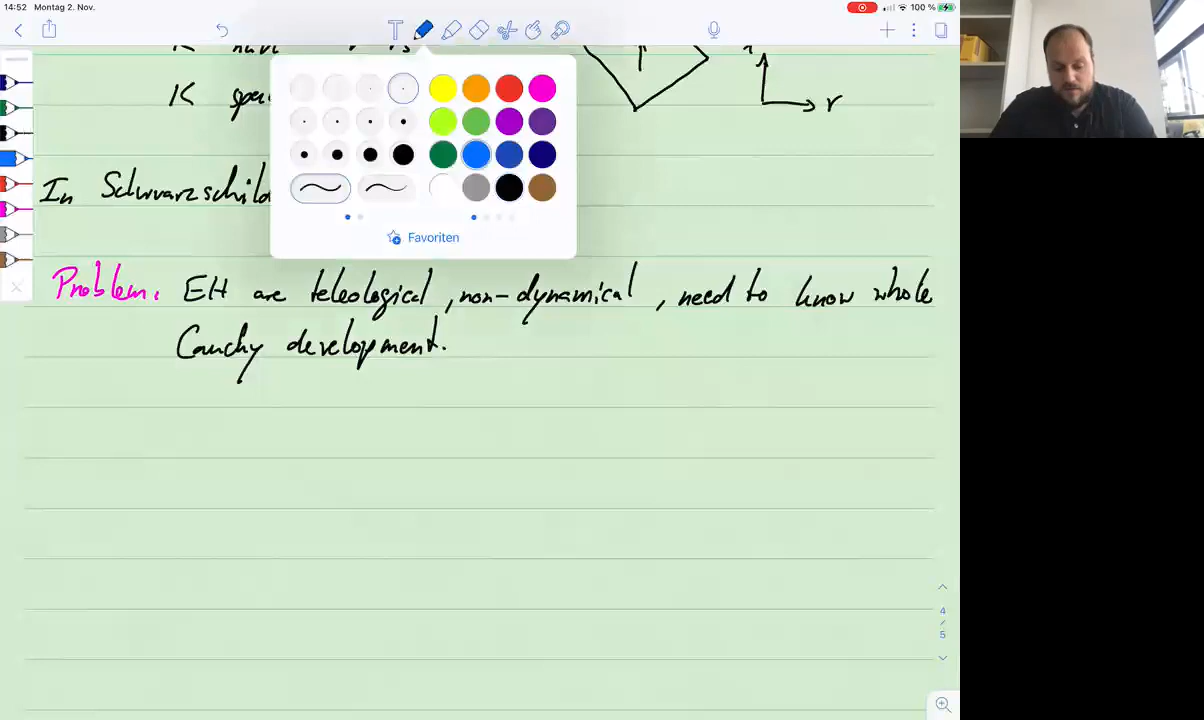 14:52 Montag 2. Nov. 100 %
T
K
K r
In Schwarzschild
Favoriten
Problem: EH are teleological, non-dynamical, need to know whole
Cauchy development.
4
/
5